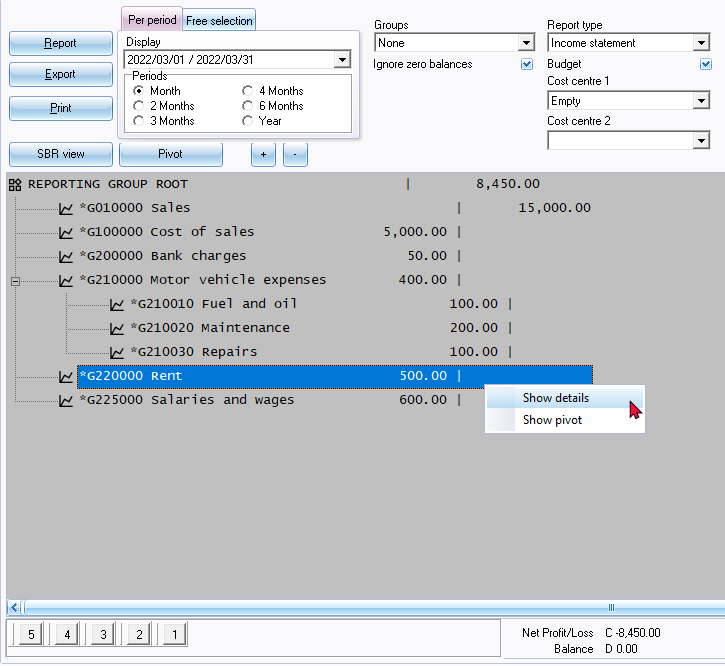 Per period Free selection
Report
Export
Print
Display
2022/03/01 / 2022/03/31
Periods
Month 4 Months
2 Months 6 Months
3 Months Year
Groups
None
Ignore zero balances
Report type
Income statement
Budget
Cost centre 1
Empty
Cost centre 2
SBR view Pivot + -
REPORTING GROUP ROOT | 8,450.00
*G010000 Sales | 15,000.00
*G100000 Cost of sales 5,000.00 |
*G200000 Bank charges 50.00 |
*G210000 Motor vehicle expenses 400.00 |
*G210010 Fuel and oil 100.00 |
*G210020 Maintenance 200.00 |
*G210030 Repairs 100.00 |
*G220000 Rent 500.00 |
*G225000 Salaries and wages 600.00 |
Show details
Show pivot
5 4 3 2 1
Net Profit/Loss C -8,450.00
Balance D 0.00